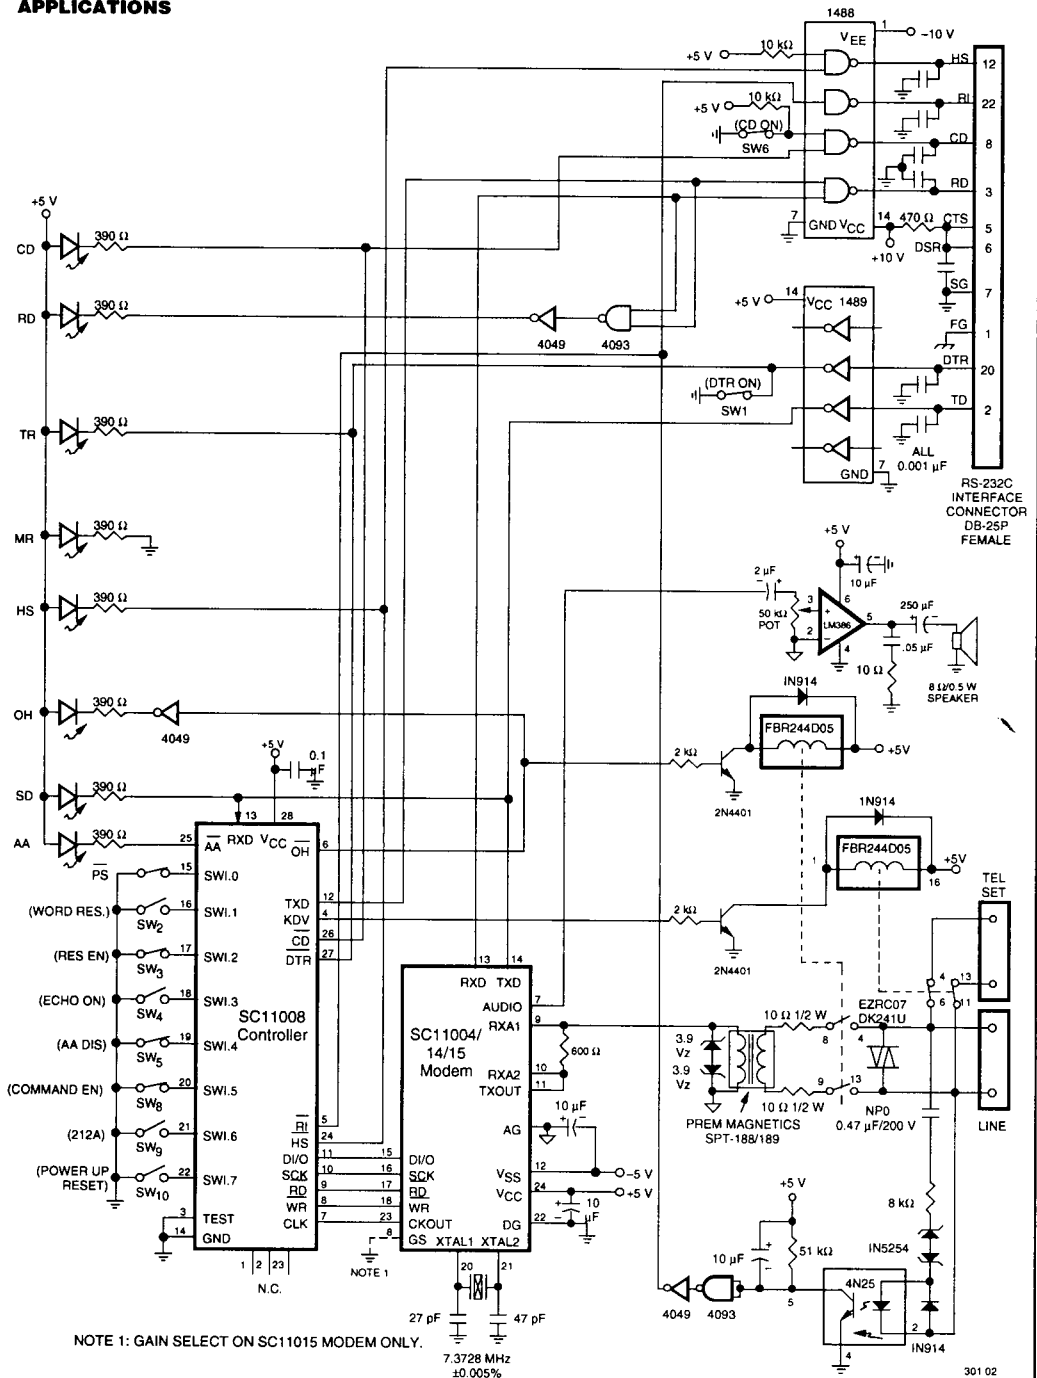 APPLICATIONS
1488
VEE
1
-10 V
+5 V
10 kΩ
HS
12
10 kΩ
+5 V
RI
22
(CD ON)
SW6
CD
8
RD
3
7
GND VCC
14
470 Ω
CTS
5
+10 V
DSR
6
SG
7
+5 V
14
VCC 1489
FG
1
DTR
20
(DTR ON)
SW1
TD
2
ALL
0.001 µF
GND
7
RS-232C
INTERFACE
CONNECTOR
DB-25P
FEMALE
+5 V
CD
390 Ω
RD
390 Ω
4049
4093
TR
390 Ω
MR
390 Ω
HS
390 Ω
OH
390 Ω
4049
SD
390 Ω
AA
390 Ω
+5 V
10 µF
2 µF
50 kΩ
POT
3
+
2
−
LM386
6
5
4
250 µF
.05 µF
10 Ω
8 Ω/0.5 W
SPEAKER
IN914
FBR244D05
+5V
2 kΩ
2N4401
1N914
FBR244D05
1
16
+5V
2 kΩ
2N4401
TEL
SET
4
13
6
11
+5 V
0.1
µF
13
28
25
AA
RXD
VCC
OH
6
PS
15
SWI.0
(WORD RES.)
SW2
16
SWI.1
TXD
12
KDV
4
CD
26
DTR
27
(RES EN)
SW3
17
SWI.2
(ECHO ON)
SW4
18
SWI.3
SC11008
Controller
(AA DIS)
SW5
19
SWI.4
(COMMAND EN)
SW8
20
SWI.5
(212A)
SW9
21
SWI.6
(POWER UP
RESET)
SW10
22
SWI.7
RI
5
HS
24
DI/O
11
SCK
10
RD
9
WR
8
CLK
7
3
TEST
14
GND
1
2
23
N.C.
13
14
RXD
TXD
AUDIO
7
RXA1
9
SC11004/
14/15
Modem
600 Ω
RXA2
10
TXOUT
11
AG
10 µF
VSS
12
-5 V
VCC
24
+5 V
10
µF
DG
22
15
DI/O
16
SCK
17
RD
18
WR
23
CKOUT
8
GS
XTAL1
XTAL2
NOTE 1
20
21
27 pF
47 pF
7.3728 MHz
±0.005%
3.9
Vz
3.9
Vz
PREM MAGNETICS
SPT-188/189
10 Ω 1/2 W
8
4
10 Ω 1/2 W
9
13
EZRC07
DK241U
NP0
0.47 µF/200 V
LINE
+5 V
10 µF
51 kΩ
8 kΩ
IN5254
4049
4093
5
4N25
4
2
IN914
NOTE 1: GAIN SELECT ON SC11015 MODEM ONLY.
301 02